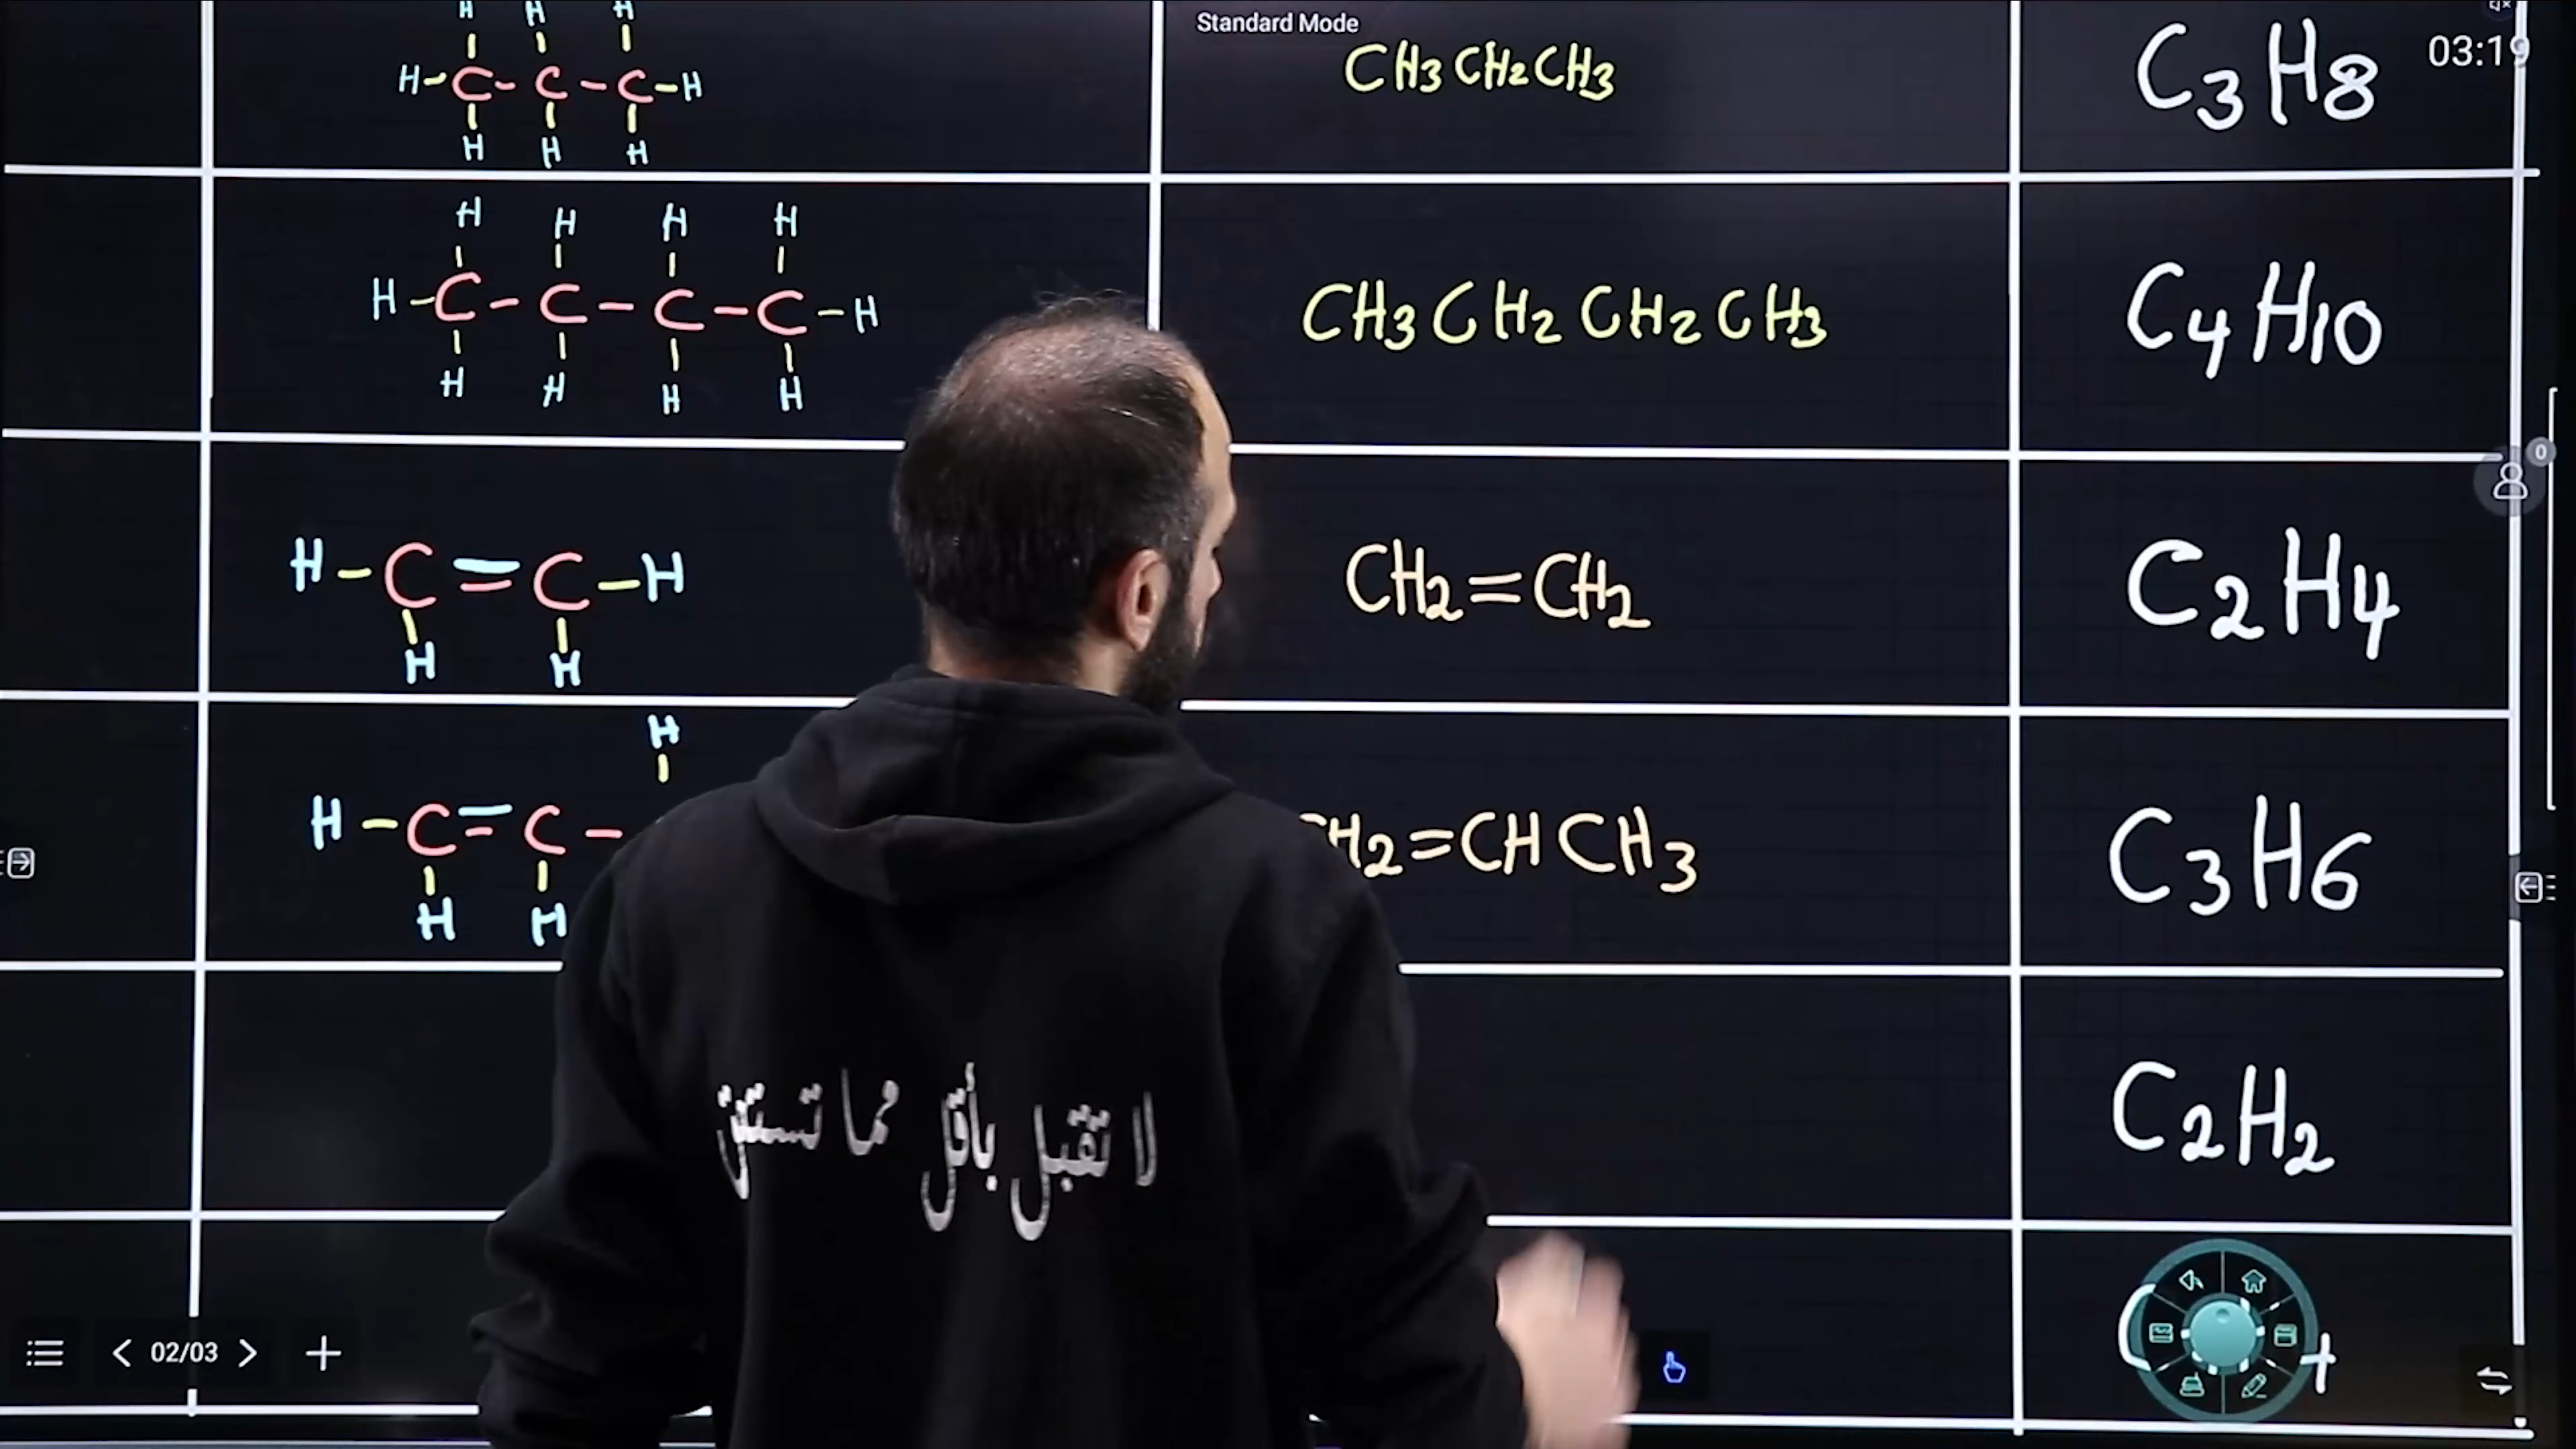 Standard Mode
03:19
H H H
H-C-C-C-H
H H H
CH3CH2CH3
C3H8
H H H H
H-C-C-C-C-H
H H H H
CH3CH2CH2CH3
C4H10
0
H-C=C-H
H H
CH2=CH2
C2H4
H
H-C=C-
H H
H2=CHCH3
C3H6
لا تقبل بأقل مما تستحق
C2H2
02/03